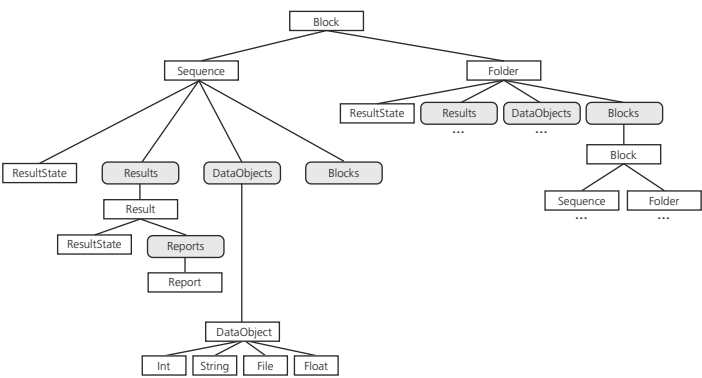 Block
Sequence
Folder
ResultState
Results
DataObjects
Blocks
...
...
Block
ResultState
Results
DataObjects
Blocks
Sequence
Folder
...
...
Result
ResultState
Reports
Report
DataObject
Int
String
File
Float